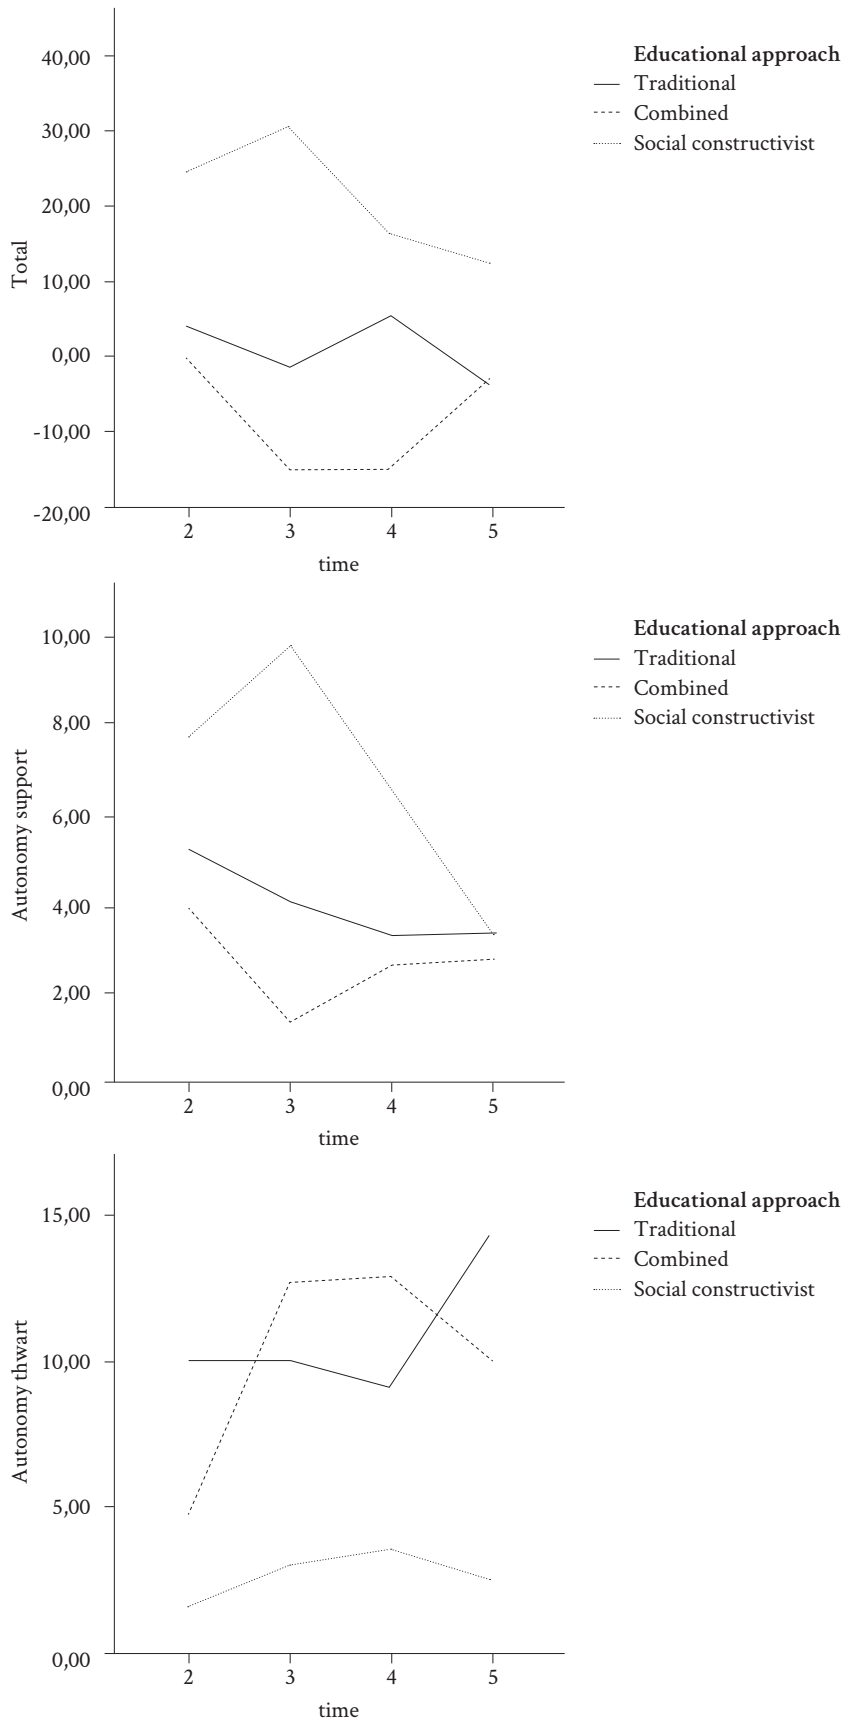 40,00
30,00
20,00
10,00
0,00
-10,00
-20,00
Total
2 3 4 5
time
Educational approach
Traditional
Combined
Social constructivist
10,00
8,00
6,00
4,00
2,00
0,00
Autonomy support
2 3 4 5
time
Educational approach
Traditional
Combined
Social constructivist
15,00
10,00
5,00
0,00
Autonomy thwart
2 3 4 5
time
Educational approach
Traditional
Combined
Social constructivist